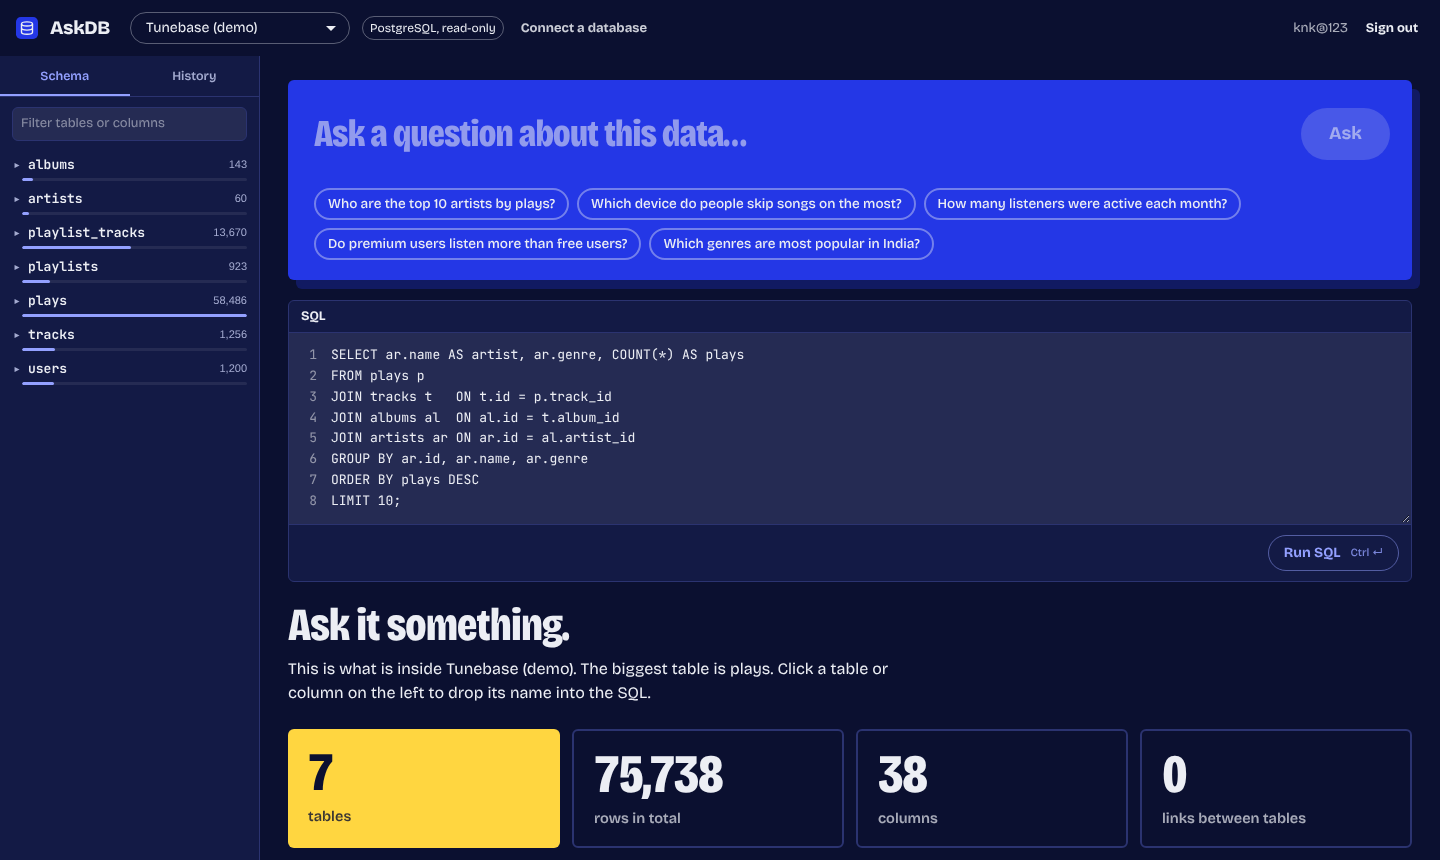 AskDB
Tunebase (demo)
PostgreSQL, read-only
Connect a database
knk@123
Sign out
Schema
History
Filter tables or columns
albums 143
artists 60
playlist_tracks 13,670
playlists 923
plays 58,486
tracks 1,256
users 1,200
Ask a question about this data...
Ask
Who are the top 10 artists by plays?
Which device do people skip songs on the most?
How many listeners were active each month?
Do premium users listen more than free users?
Which genres are most popular in India?
SQL
1 SELECT ar.name AS artist, ar.genre, COUNT(*) AS plays
2 FROM plays p
3 JOIN tracks t   ON t.id = p.track_id
4 JOIN albums al  ON al.id = t.album_id
5 JOIN artists ar ON ar.id = al.artist_id
6 GROUP BY ar.id, ar.name, ar.genre
7 ORDER BY plays DESC
8 LIMIT 10;
Run SQL Ctrl ↵
Ask it something.
This is what is inside Tunebase (demo). The biggest table is plays. Click a table or
column on the left to drop its name into the SQL.
7
tables
75,738
rows in total
38
columns
0
links between tables